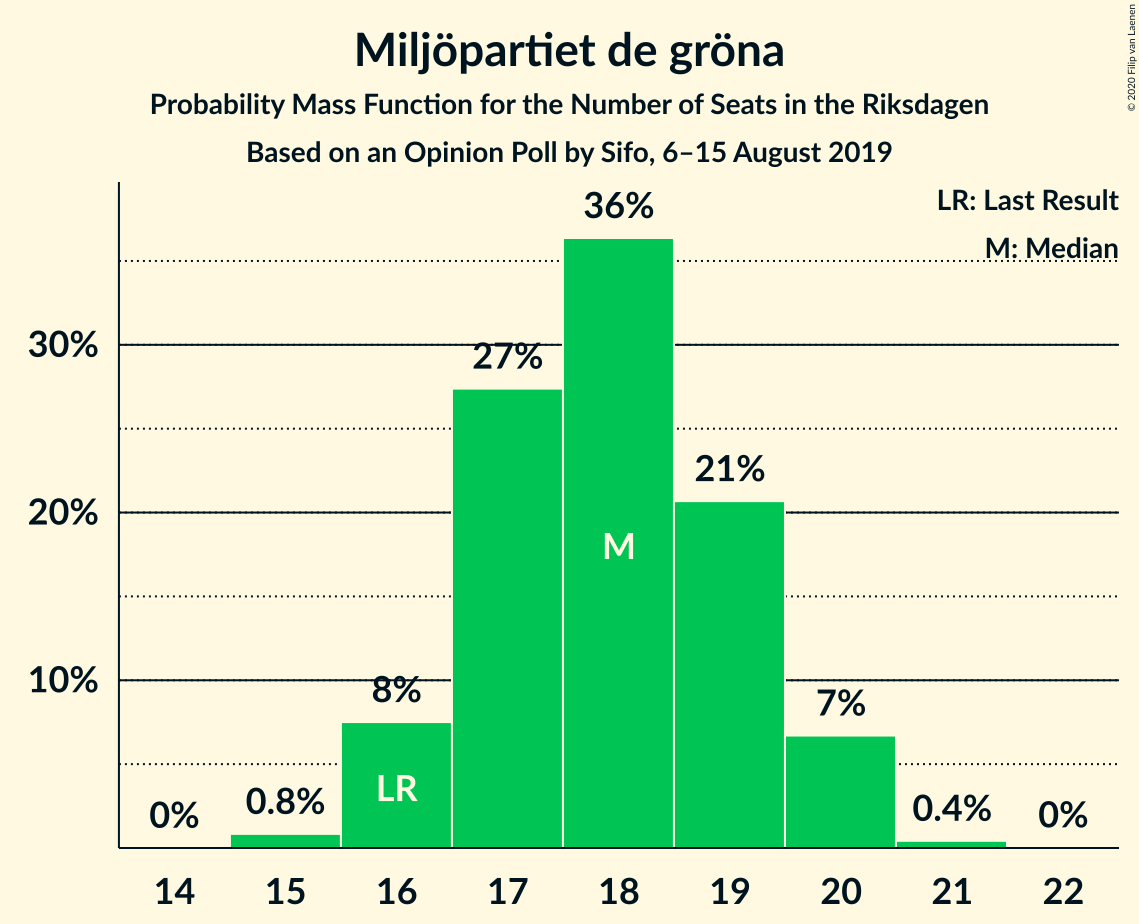 Miljöpartiet de gröna
Probability Mass Function for the Number of Seats in the Riksdagen
Based on an Opinion Poll by Sifo, 6–15 August 2019
© 2020 Filip van Laenen
LR: Last Result
M: Median
36%
30%
27%
21%
20%
M
10%
8%
7%
LR
0%
0.8%
0.4%
0%
14 15 16 17 18 19 20 21 22